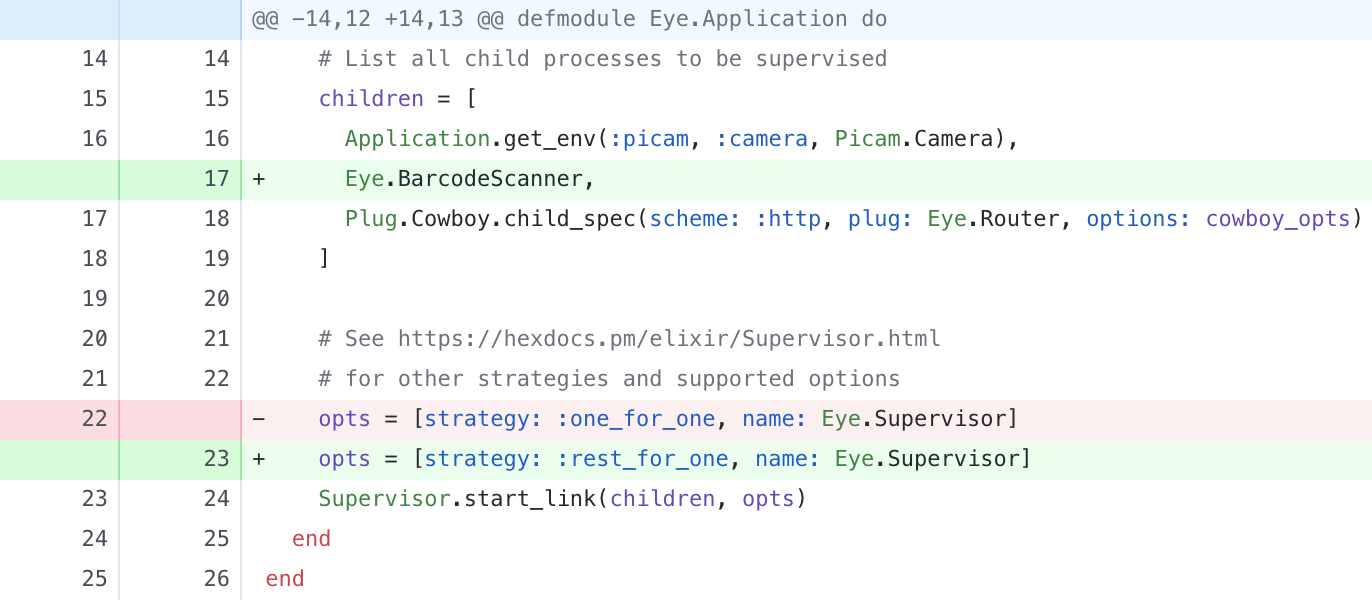 @@ −14,12 +14,13 @@ defmodule Eye.Application do
14 14 # List all child processes to be supervised
15 15 children = [
16 16 Application.get_env(:picam, :camera, Picam.Camera),
17 + Eye.BarcodeScanner,
17 18 Plug.Cowboy.child_spec(scheme: :http, plug: Eye.Router, options: cowboy_opts)
18 19 ]
19 20
20 21 # See https://hexdocs.pm/elixir/Supervisor.html
21 22 # for other strategies and supported options
22 − opts = [strategy: :one_for_one, name: Eye.Supervisor]
23 + opts = [strategy: :rest_for_one, name: Eye.Supervisor]
23 24 Supervisor.start_link(children, opts)
24 25 end
25 26 end